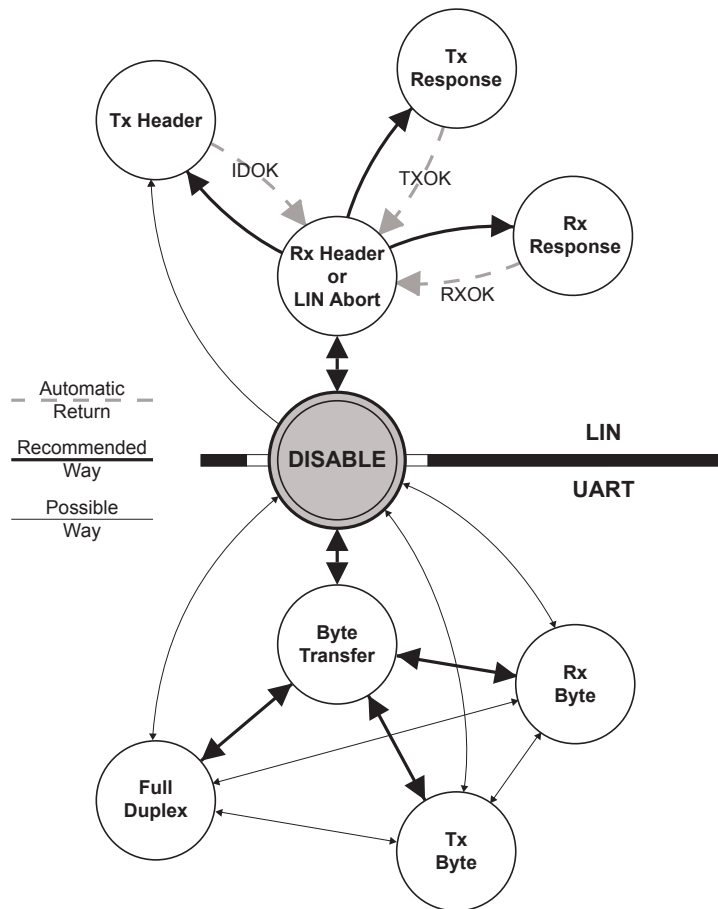 Tx
Response
Tx Header
IDOK
TXOK
Rx
Response
Rx Header
or
LIN Abort
RXOK
Automatic
Return
Recommended
Way
Possible
Way
DISABLE
LIN
UART
Byte
Transfer
Rx
Byte
Full
Duplex
Tx
Byte